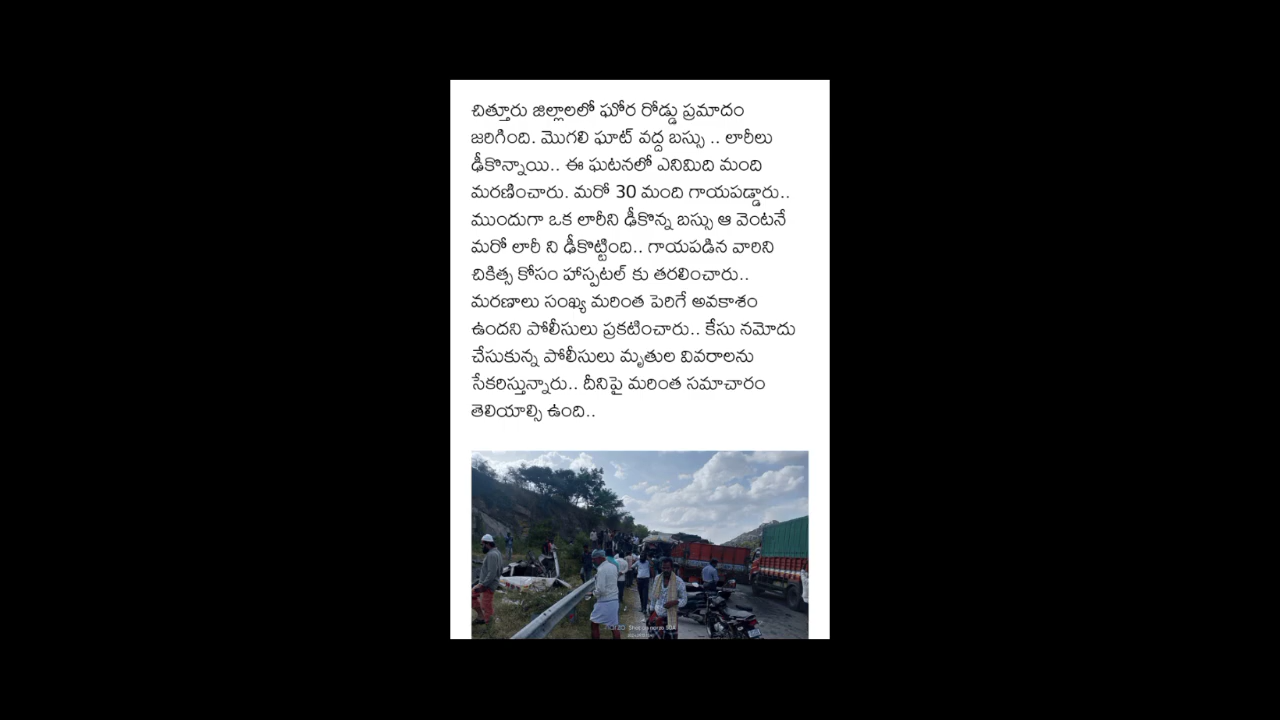 చిత్తూరు జిల్లాలలో ఘోర రోడ్డు ప్రమాదం
జరిగింది. మొగలి ఘాట్ వద్ద బస్సు .. లారీలు
ఢీకొన్నాయి.. ఈ ఘటనలో ఎనిమిది మంది
మరణించారు. మరో 30 మంది గాయపడ్డారు..
ముందుగా ఒక లారీని ఢీకొన్న బస్సు ఆ వెంటనే
మరో లారీ ని ఢీకొట్టింది.. గాయపడిన వారిని
చికిత్స కోసం హాస్పటల్ కు తరలించారు..
మరణాలు సంఖ్య మరింత పెరిగే అవకాశం
ఉందని పోలీసులు ప్రకటించారు.. కేసు నమోదు
చేసుకున్న పోలీసులు మృతుల వివరాలను
సేకరిస్తున్నారు.. దీనిపై మరింత సమాచారం
తెలియాల్సి ఉంది..